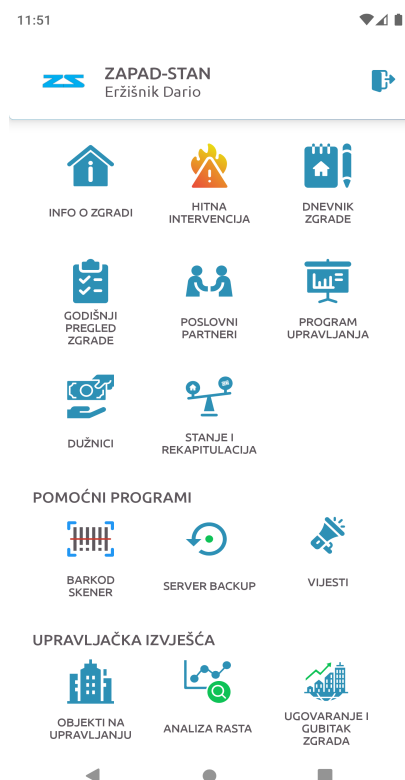 11:51
ZS
ZAPAD-STAN
Eržišnik Dario
INFO O ZGRADI
HITNA
INTERVENCIJA
DNEVNIK
ZGRADE
GODIŠNJI
PREGLED
ZGRADE
POSLOVNI
PARTNERI
PROGRAM
UPRAVLJANJA
DUŽNICI
STANJE I
REKAPITULACIJA
POMOĆNI PROGRAMI
BARKOD
SKENER
SERVER BACKUP
VIJESTI
UPRAVLJAČKA IZVJEŠĆA
OBJEKTI NA
UPRAVLJANJU
ANALIZA RASTA
UGOVARANJE I
GUBITAK
ZGRADA